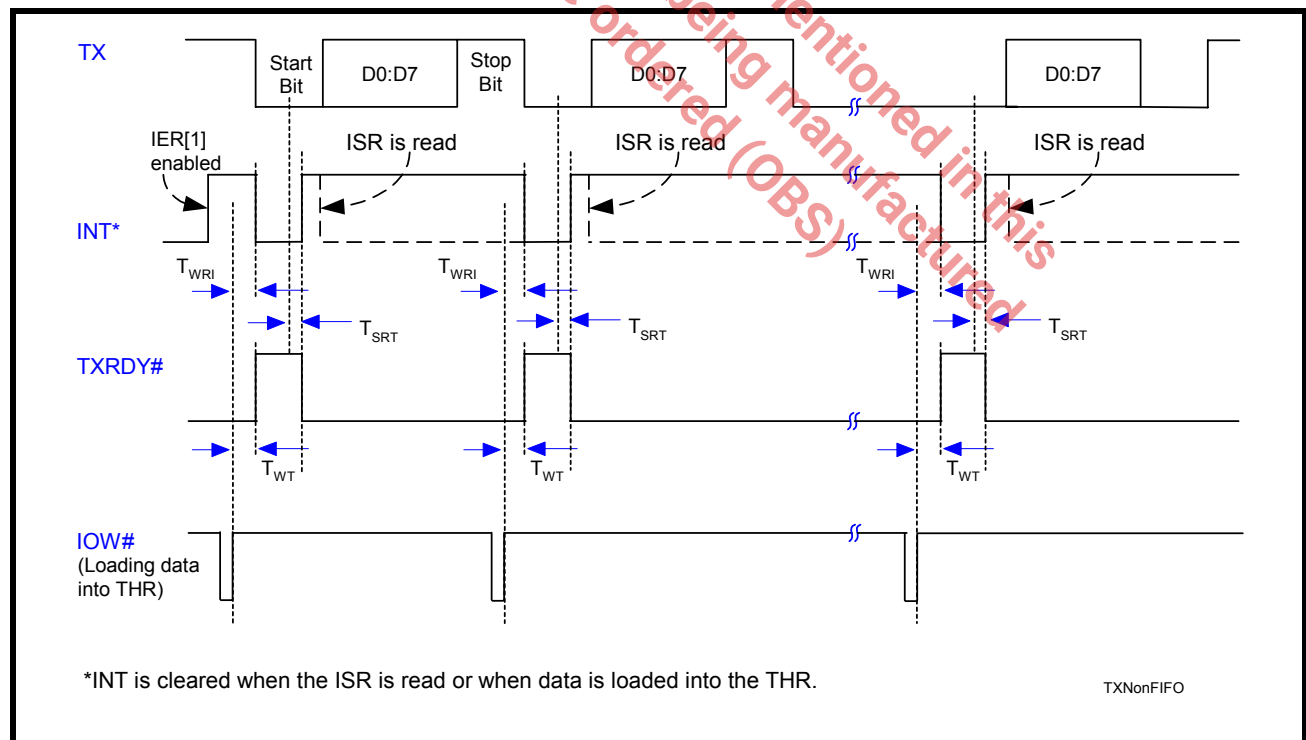 mentioned in this
being manufactured
ordered (OBS)
TX
Start
Bit
D0:D7
Stop
Bit
D0:D7
D0:D7
IER[1]
enabled
ISR is read
ISR is read
ISR is read
INT*
TWRI
TWRI
TWRI
TSRT
TSRT
TSRT
TXRDY#
TWT
TWT
TWT
IOW#
(Loading data
into THR)
*INT is cleared when the ISR is read or when data is loaded into the THR.
TXNonFIFO